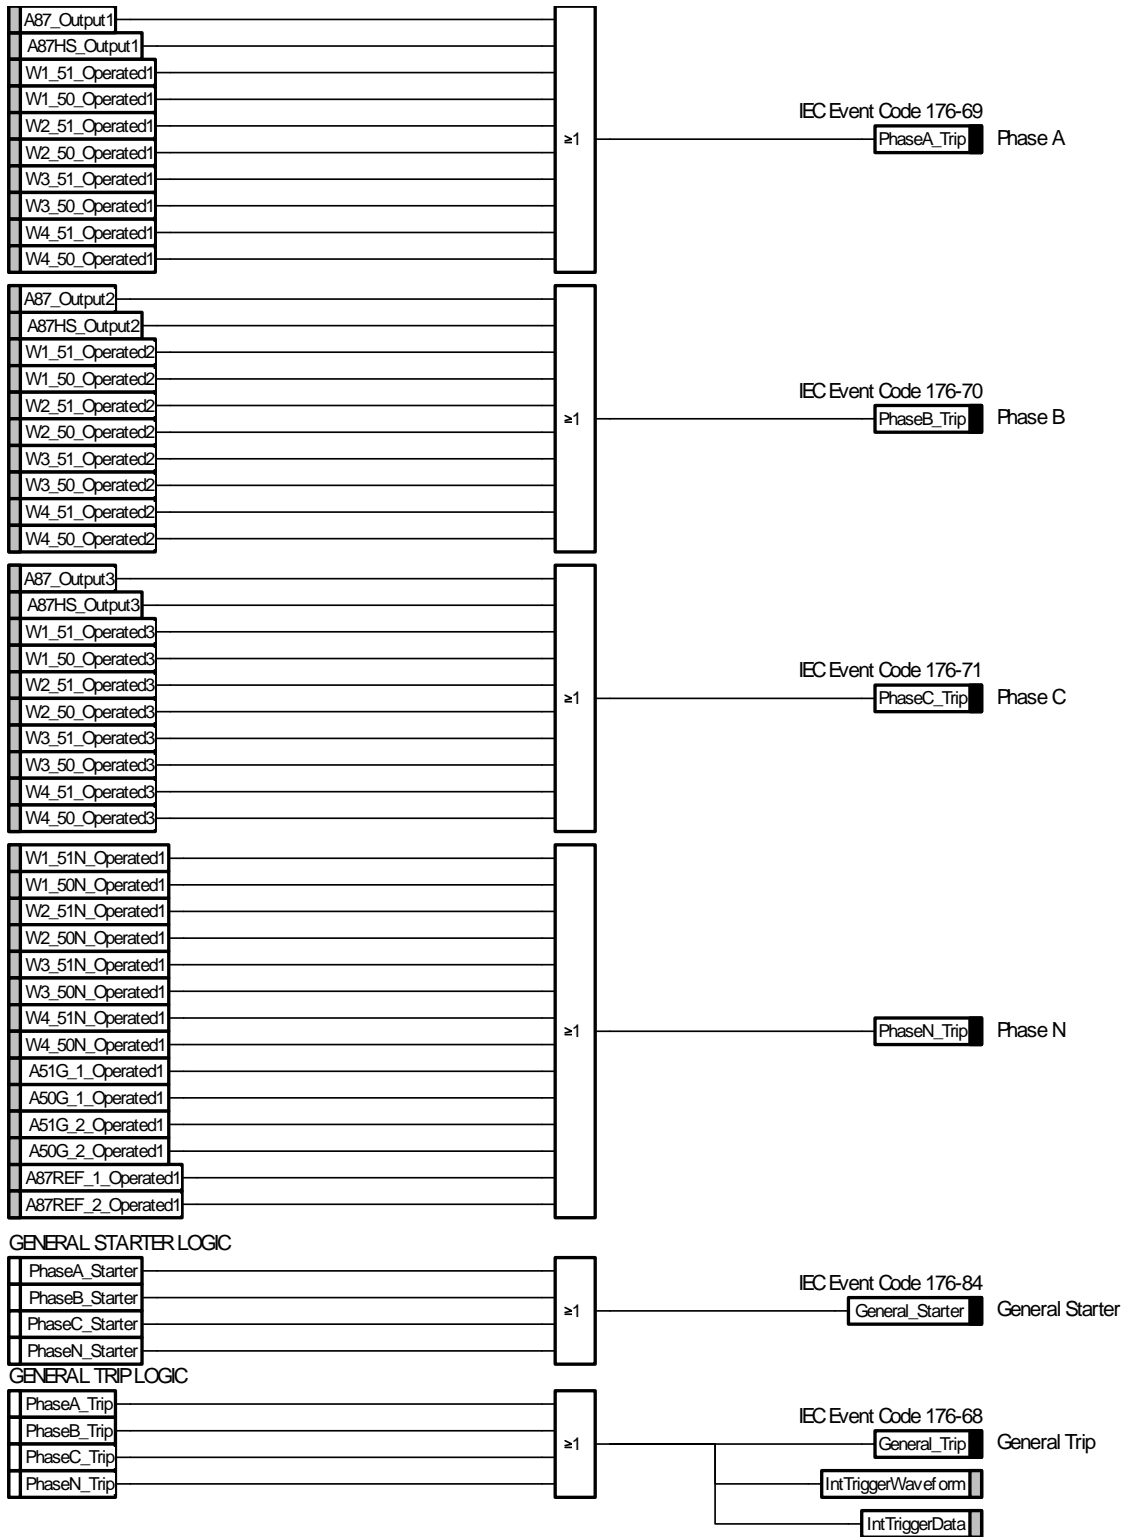 A87_Output1
A87HS_Output1
W1_51_Operated1
W1_50_Operated1
W2_51_Operated1
W2_50_Operated1
W3_51_Operated1
W3_50_Operated1
W4_51_Operated1
W4_50_Operated1
≥1
IEC Event Code 176-69
PhaseA_Trip Phase A
A87_Output2
A87HS_Output2
W1_51_Operated2
W1_50_Operated2
W2_51_Operated2
W2_50_Operated2
W3_51_Operated2
W3_50_Operated2
W4_51_Operated2
W4_50_Operated2
≥1
IEC Event Code 176-70
PhaseB_Trip Phase B
A87_Output3
A87HS_Output3
W1_51_Operated3
W1_50_Operated3
W2_51_Operated3
W2_50_Operated3
W3_51_Operated3
W3_50_Operated3
W4_51_Operated3
W4_50_Operated3
≥1
IEC Event Code 176-71
PhaseC_Trip Phase C
W1_51N_Operated1
W1_50N_Operated1
W2_51N_Operated1
W2_50N_Operated1
W3_51N_Operated1
W3_50N_Operated1
W4_51N_Operated1
W4_50N_Operated1
A51G_1_Operated1
A50G_1_Operated1
A51G_2_Operated1
A50G_2_Operated1
A87REF_1_Operated1
A87REF_2_Operated1
≥1
PhaseN_Trip Phase N
GENERAL STARTER LOGIC
PhaseA_Starter
PhaseB_Starter
PhaseC_Starter
PhaseN_Starter
≥1
IEC Event Code 176-84
General_Starter General Starter
GENERAL TRIP LOGIC
PhaseA_Trip
PhaseB_Trip
PhaseC_Trip
PhaseN_Trip
≥1
IEC Event Code 176-68
General_Trip General Trip
IntTriggerWaveform
IntTriggerData